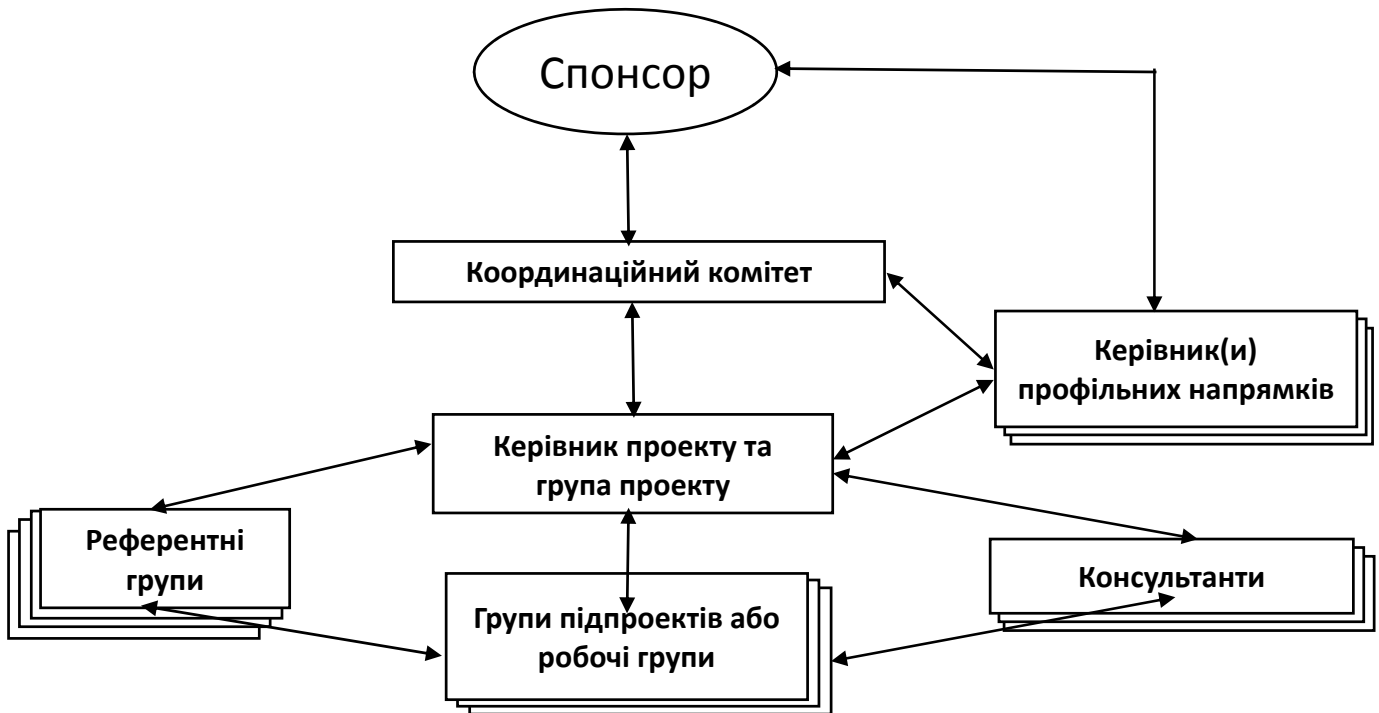 Спонсор
Координаційний комітет
Керівник(и)
профільних напрямків
Керівник проекту та
група проекту
Референтні
групи
Консультанти
Групи підпроектів або
робочі групи